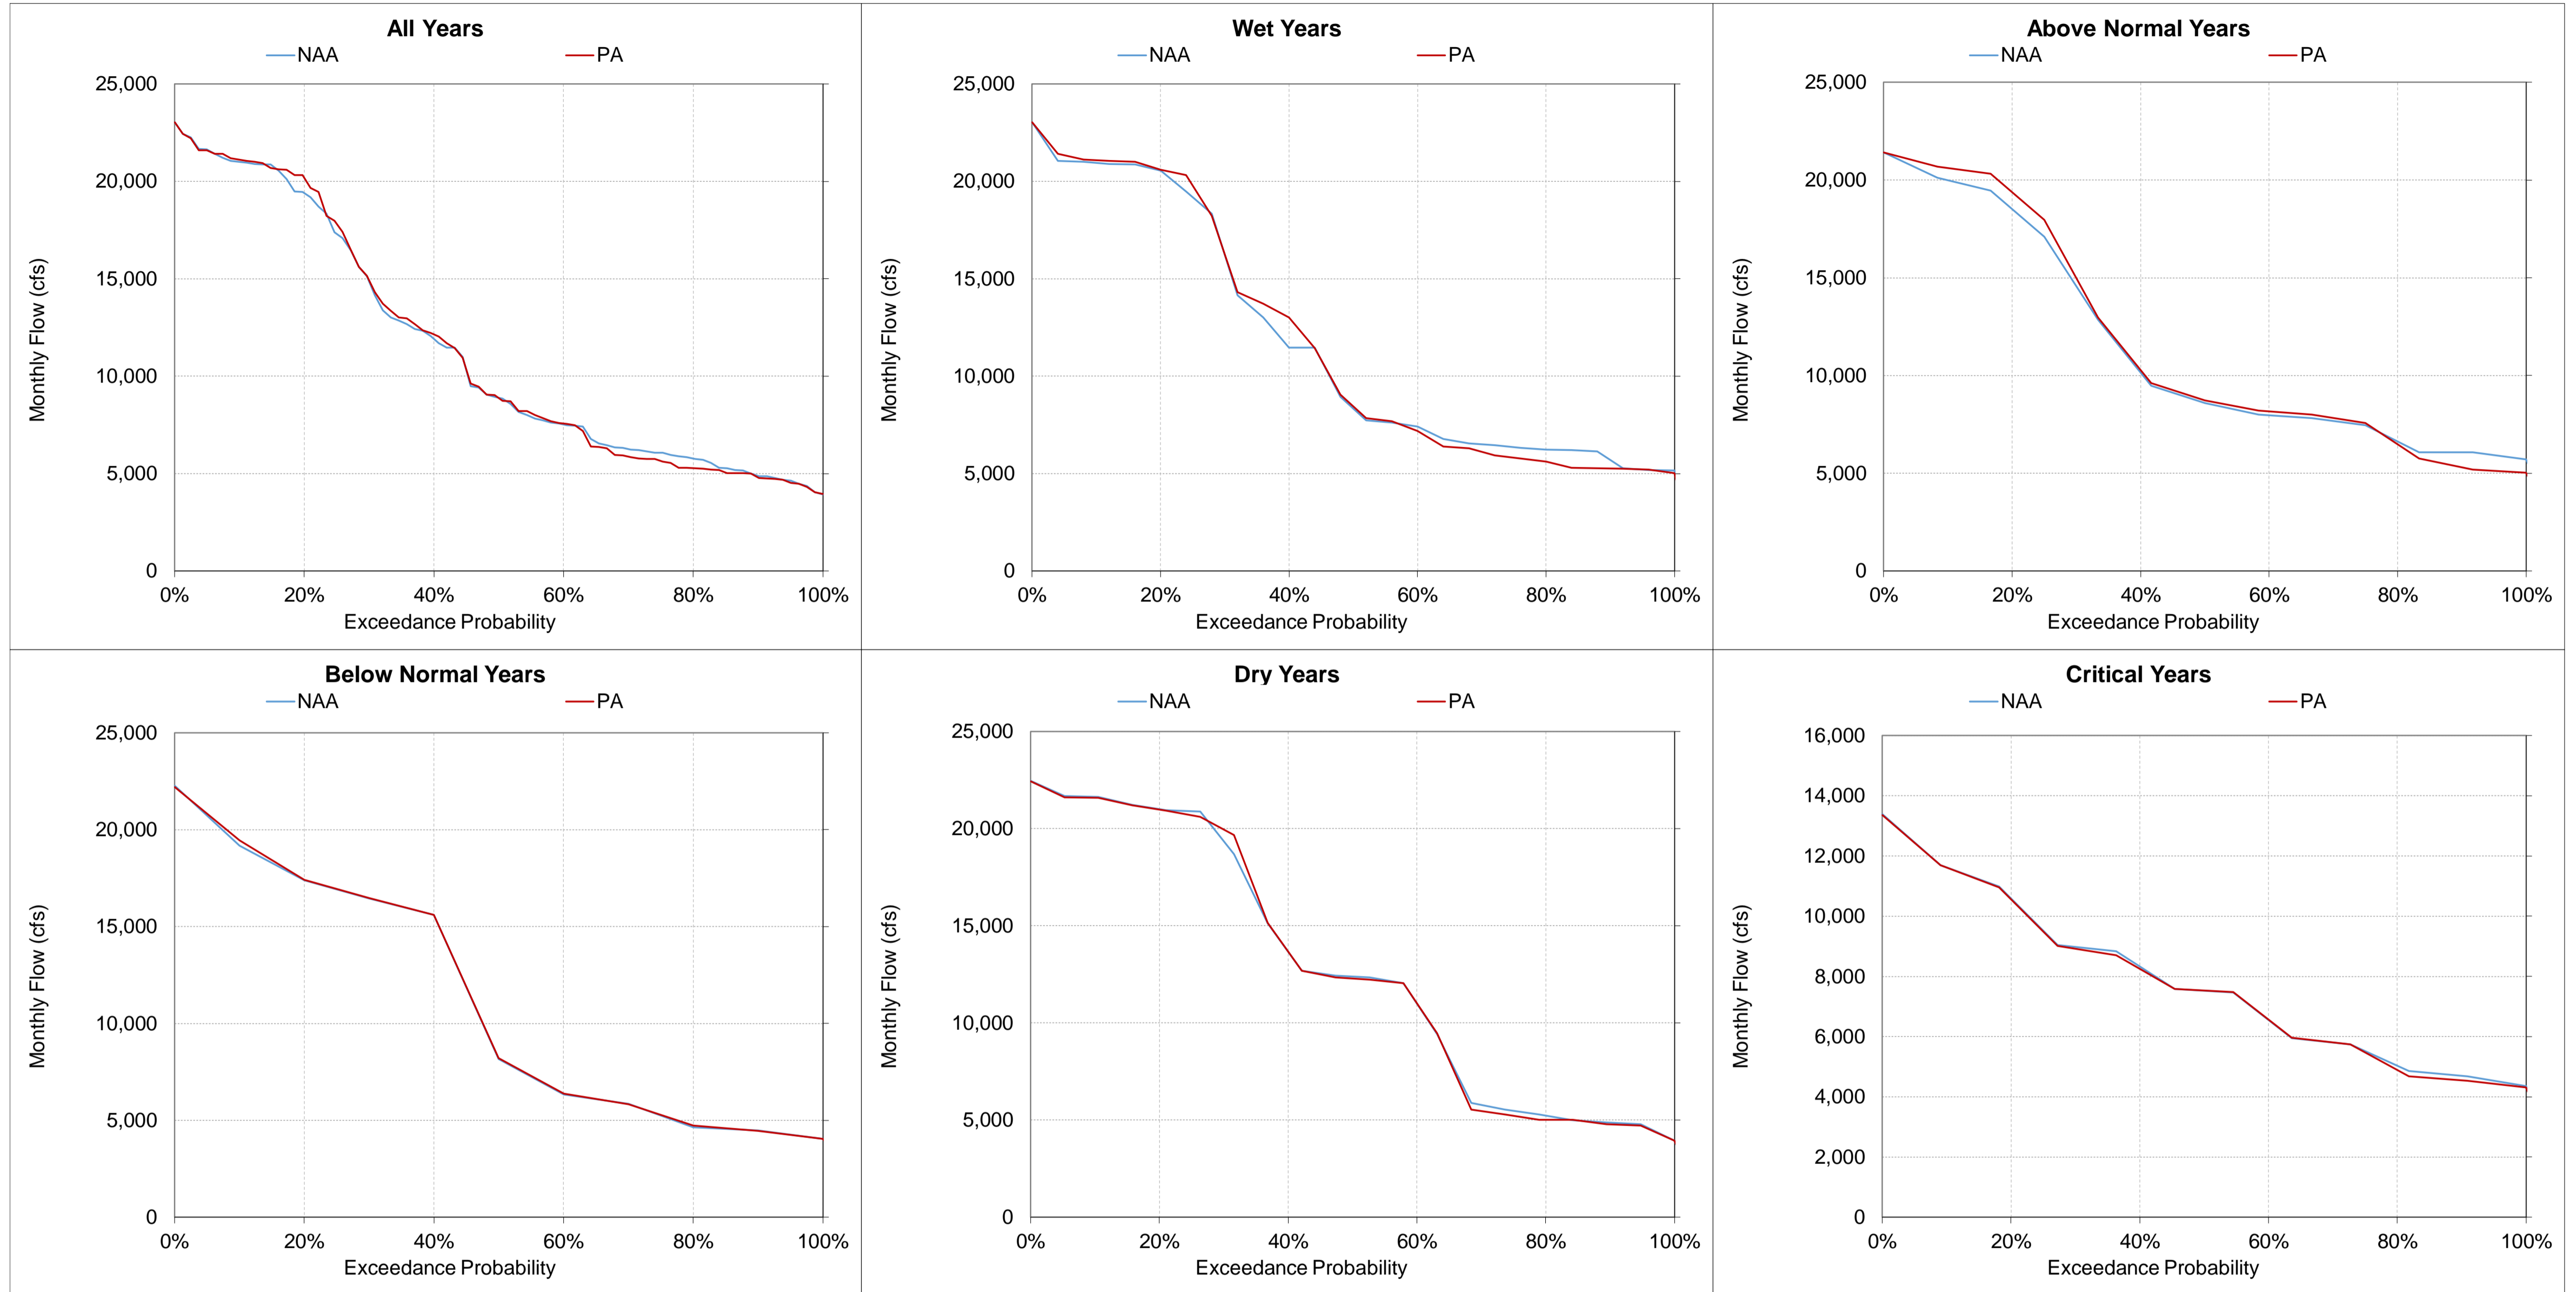 All Years
NAA PA
25,000
20,000
15,000
10,000
5,000
0
Monthly Flow (cfs)
0% 20% 40% 60% 80% 100%
Exceedance Probability
Wet Years
NAA PA
25,000
20,000
15,000
10,000
5,000
0
Monthly Flow (cfs)
0% 20% 40% 60% 80% 100%
Exceedance Probability
Above Normal Years
NAA PA
25,000
20,000
15,000
10,000
5,000
0
Monthly Flow (cfs)
0% 20% 40% 60% 80% 100%
Exceedance Probability
Below Normal Years
NAA PA
25,000
20,000
15,000
10,000
5,000
0
Monthly Flow (cfs)
0% 20% 40% 60% 80% 100%
Exceedance Probability
Dry Years
NAA PA
25,000
20,000
15,000
10,000
5,000
0
Monthly Flow (cfs)
0% 20% 40% 60% 80% 100%
Exceedance Probability
Critical Years
NAA PA
16,000
14,000
12,000
10,000
8,000
6,000
4,000
2,000
0
Monthly Flow (cfs)
0% 20% 40% 60% 80% 100%
Exceedance Probability